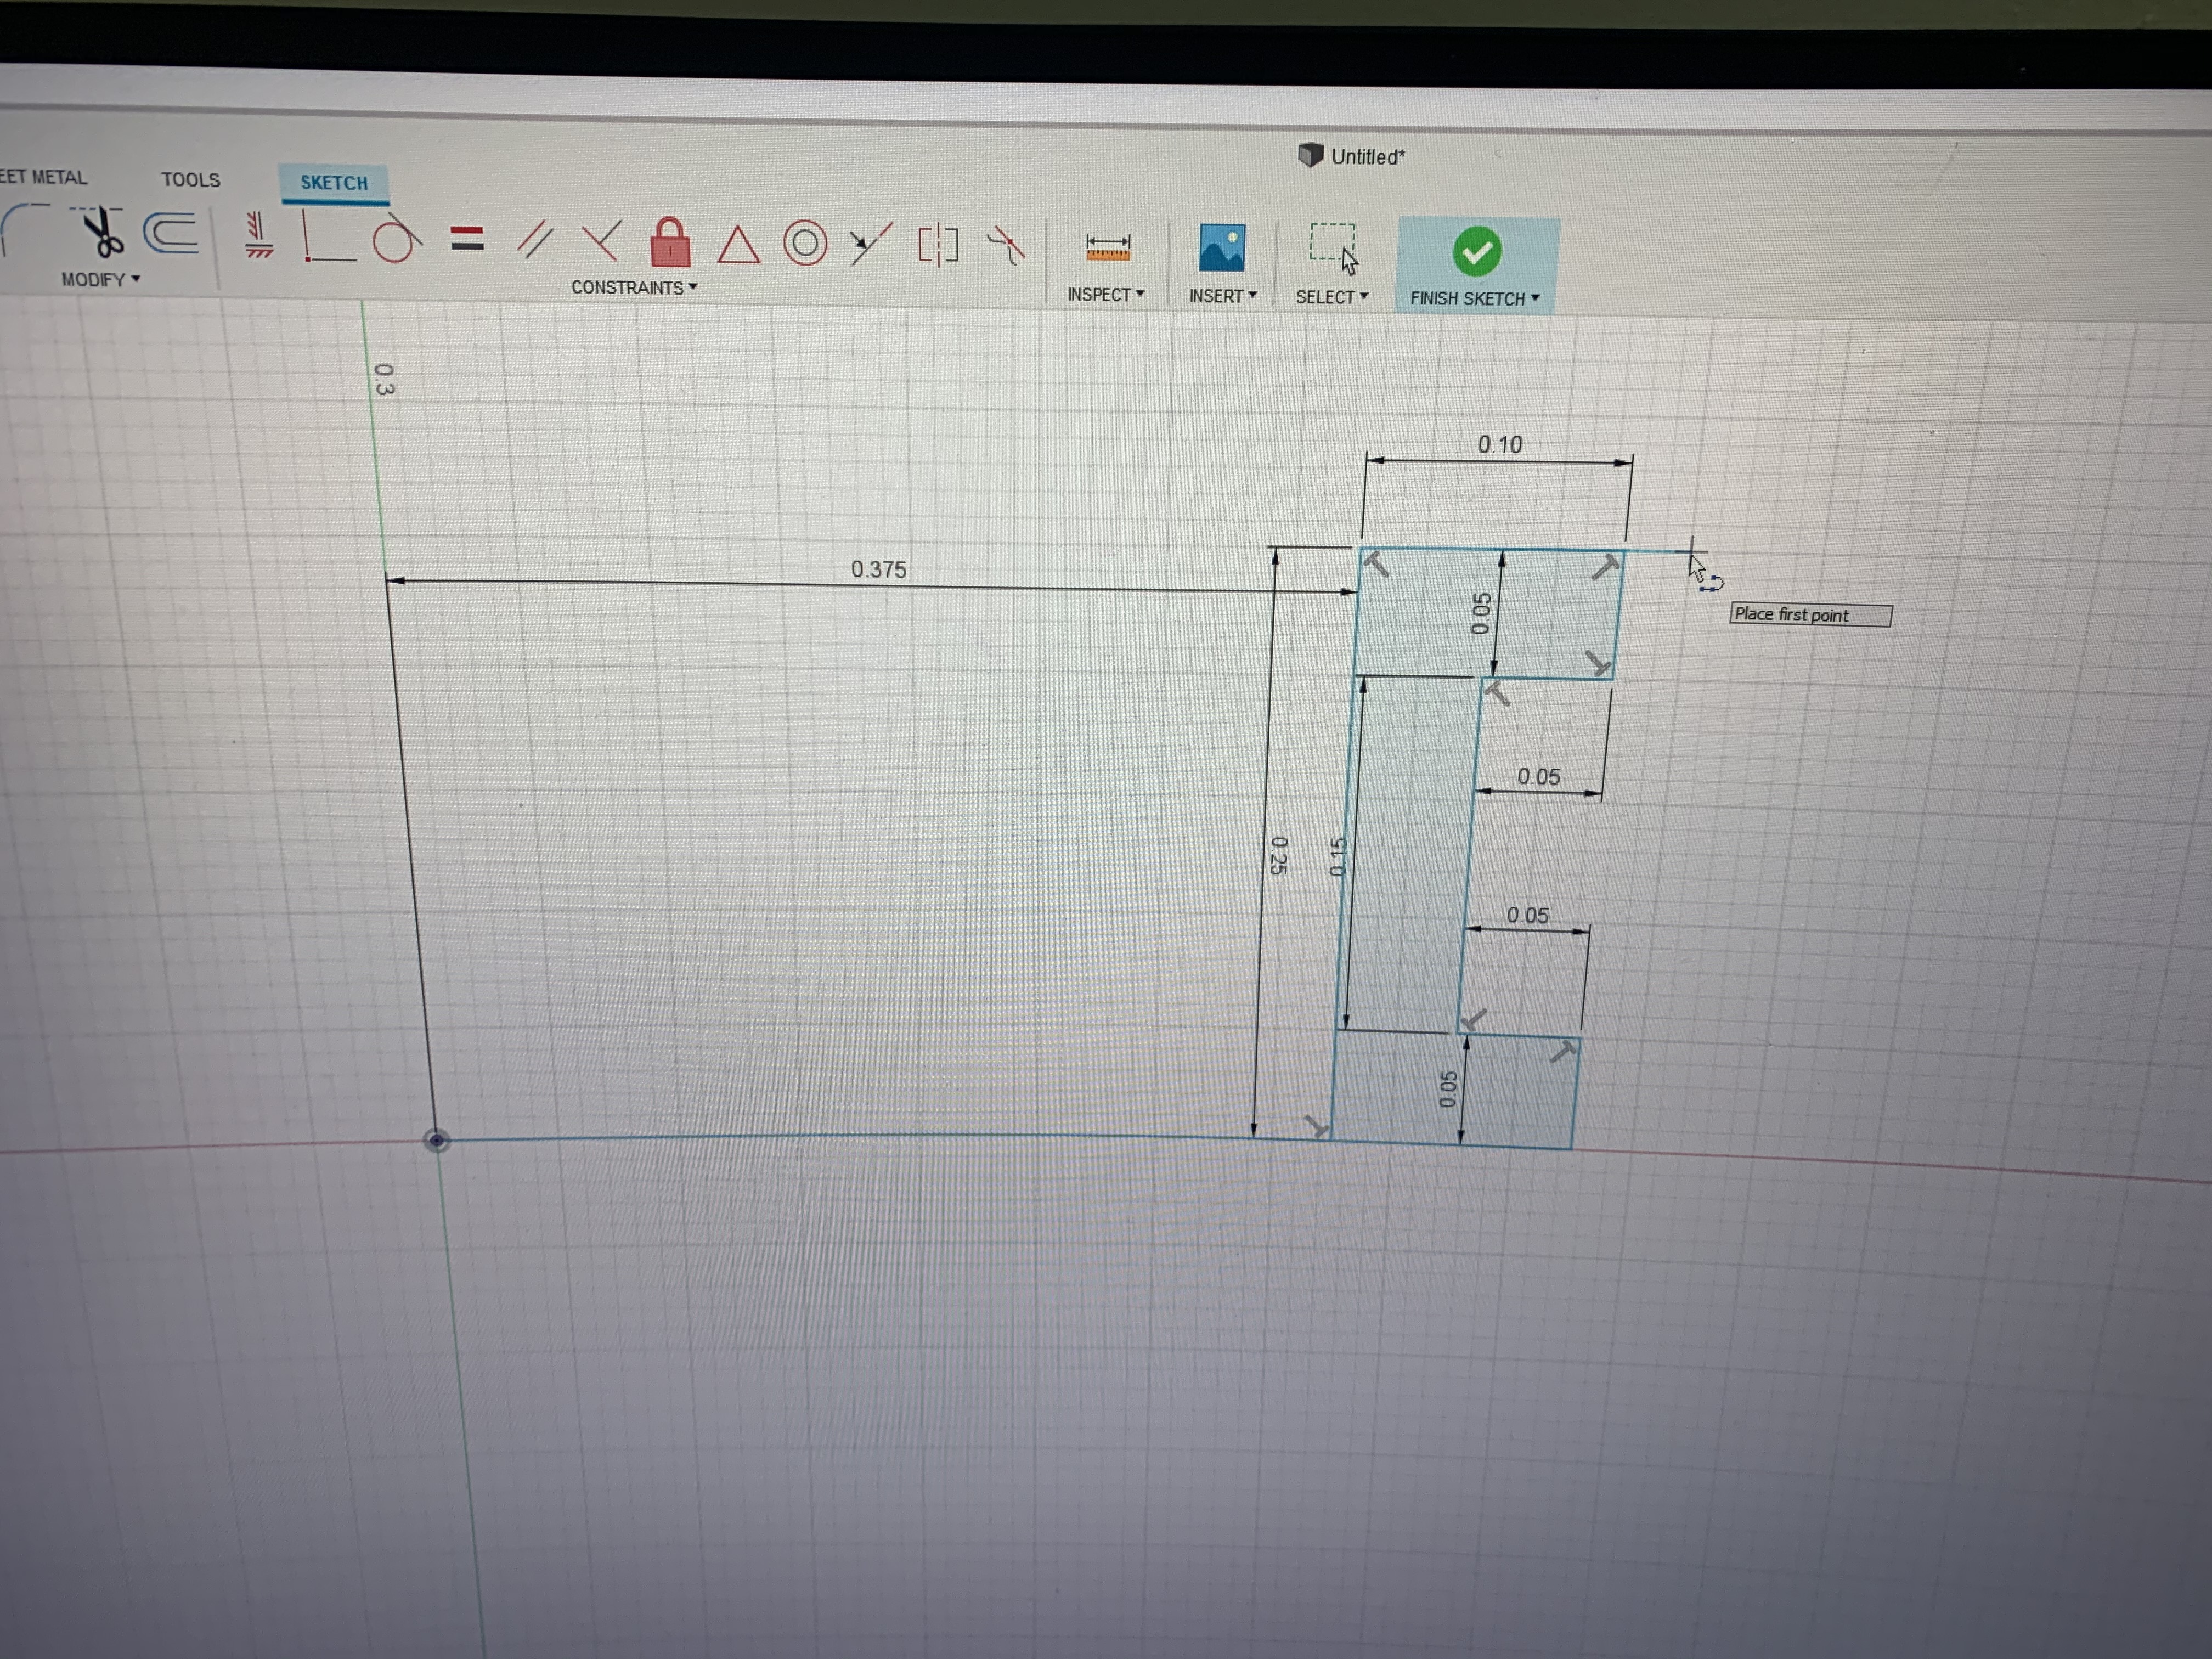 Untitled*
EET METAL TOOLS SKETCH
MODIFY CONSTRAINTS INSPECT INSERT SELECT FINISH SKETCH
0.3
0.10
0.375
0.05
Place first point
0.05
0.25
0.15
0.05
0.05